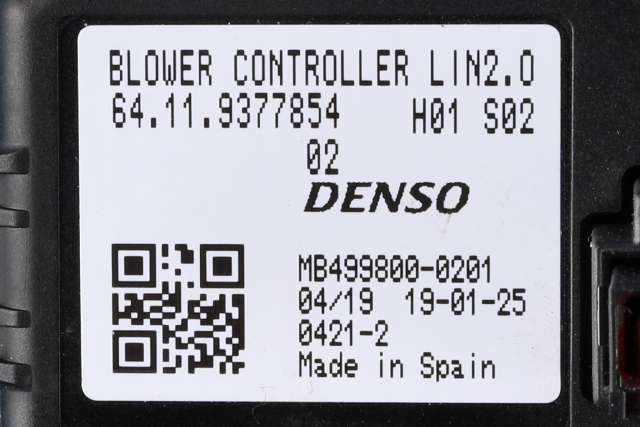 BLOWER CONTROLLER LIN2.0
64.11.9377854 H01 S02
02
DENSO
MB499800-0201
04/19 19-01-25
0421-2
Made in Spain